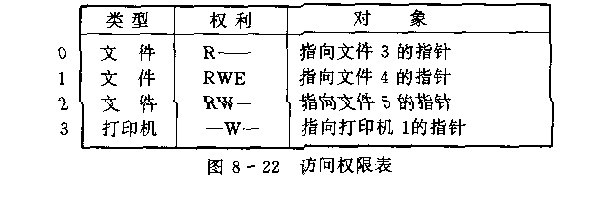 类型 权利 对 象
0 文 件 R—— 指向文件 3 的指针
1 文 件 RWE 指向文件 4 的指针
2 文 件 RW— 指向文件 5 的指针
3 打印机 —W— 指向打印机 1的指针
图 8-22 访问权限表